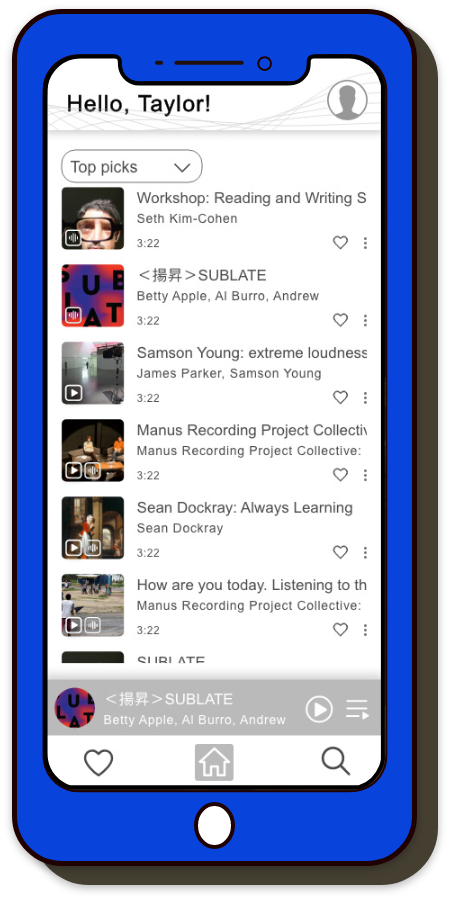 Hello, Taylor!
Top picks
Workshop: Reading and Writing S
Seth Kim-Cohen
3:22
SUB
LAT
＜揚昇＞SUBLATE
Betty Apple, Al Burro, Andrew
3:22
Samson Young: extreme loudness
James Parker, Samson Young
3:22
Manus Recording Project Collectiv
Manus Recording Project Collective:
3:22
Sean Dockray: Always Learning
Sean Dockray
3:22
How are you today. Listening to th
Manus Recording Project Collective:
3:22
SUBLATE
＜揚昇＞SUBLATE
Betty Apple, Al Burro, Andrew